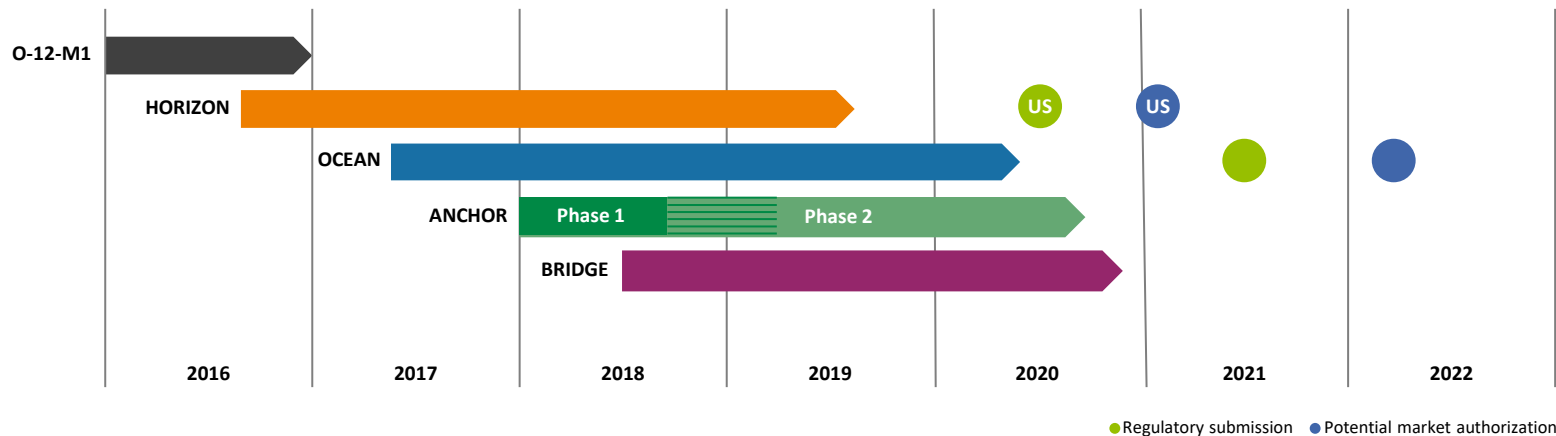 O-12-M1
HORIZON
US
US
OCEAN
ANCHOR
Phase 1
Phase 2
BRIDGE
2016
2017
2018
2019
2020
2021
2022
Regulatory submission
Potential market authorization